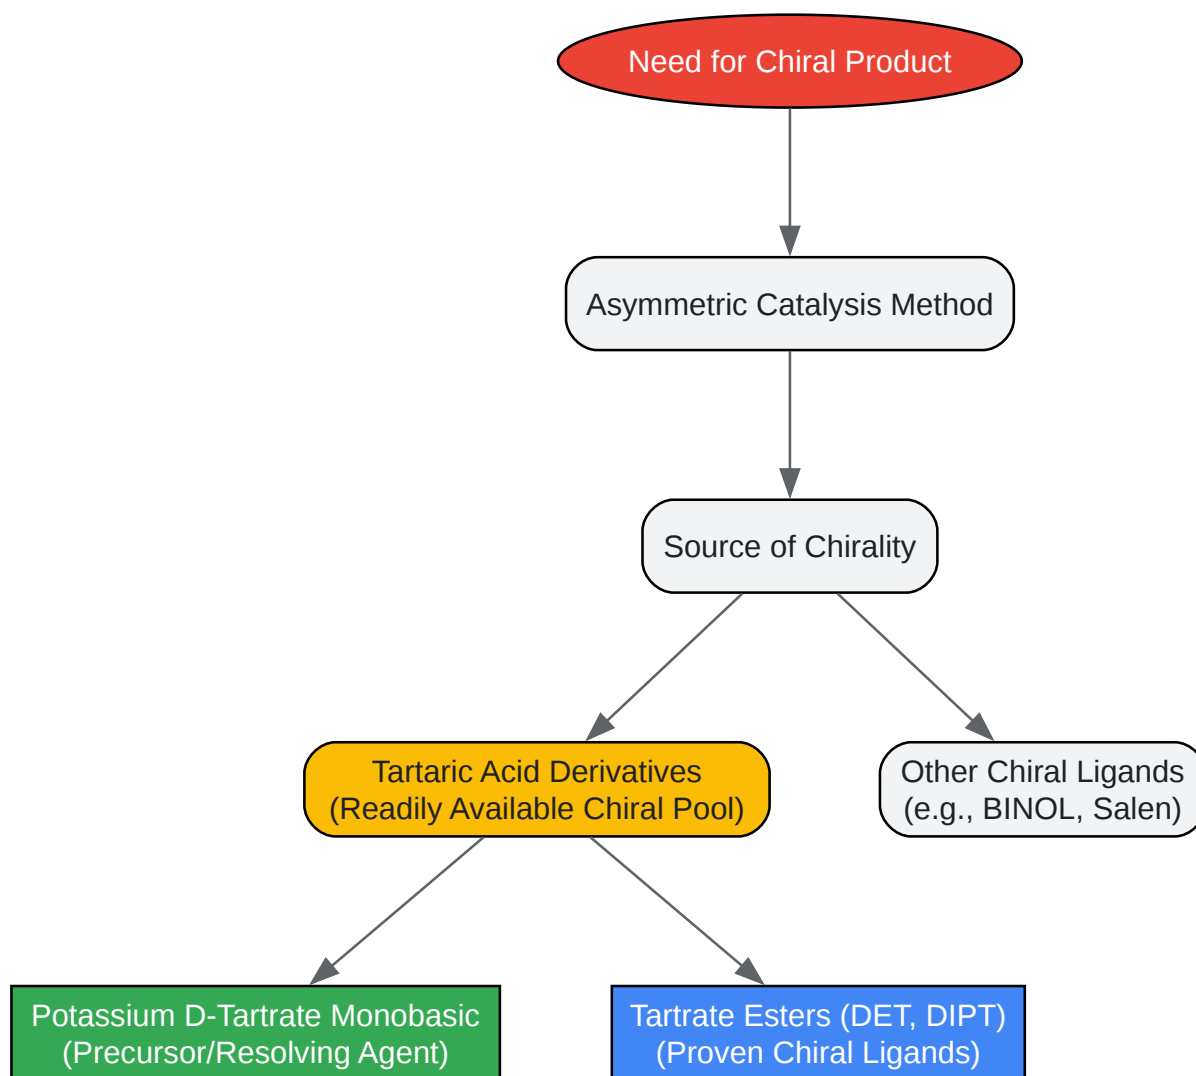 Need for Chiral Product
Asymmetric Catalysis Method
Source of Chirality
Tartaric Acid Derivatives
(Readily Available Chiral Pool)
Other Chiral Ligands
(e.g., BINOL, Salen)
Potassium D-Tartrate Monobasic
(Precursor/Resolving Agent)
Tartrate Esters (DET, DIPT)
(Proven Chiral Ligands)